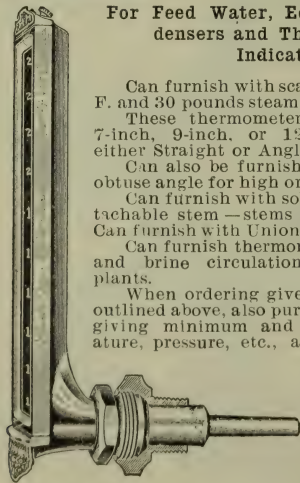 For Feed Water,
densers and
Indicat
Can furnish with sca
F. and 30 pounds steam
These thermometer
7-inch, 9-inch, or
either Straight or Angl
Can also be furnish
obtuse angle for high or
Can furnish with so
tachable stem—stems
Can furnish with Union
Can furnish thermor
and brine circulation
plants.
When ordering give
outlined above, also pur
giving minimum and
ature, pressure, etc., a